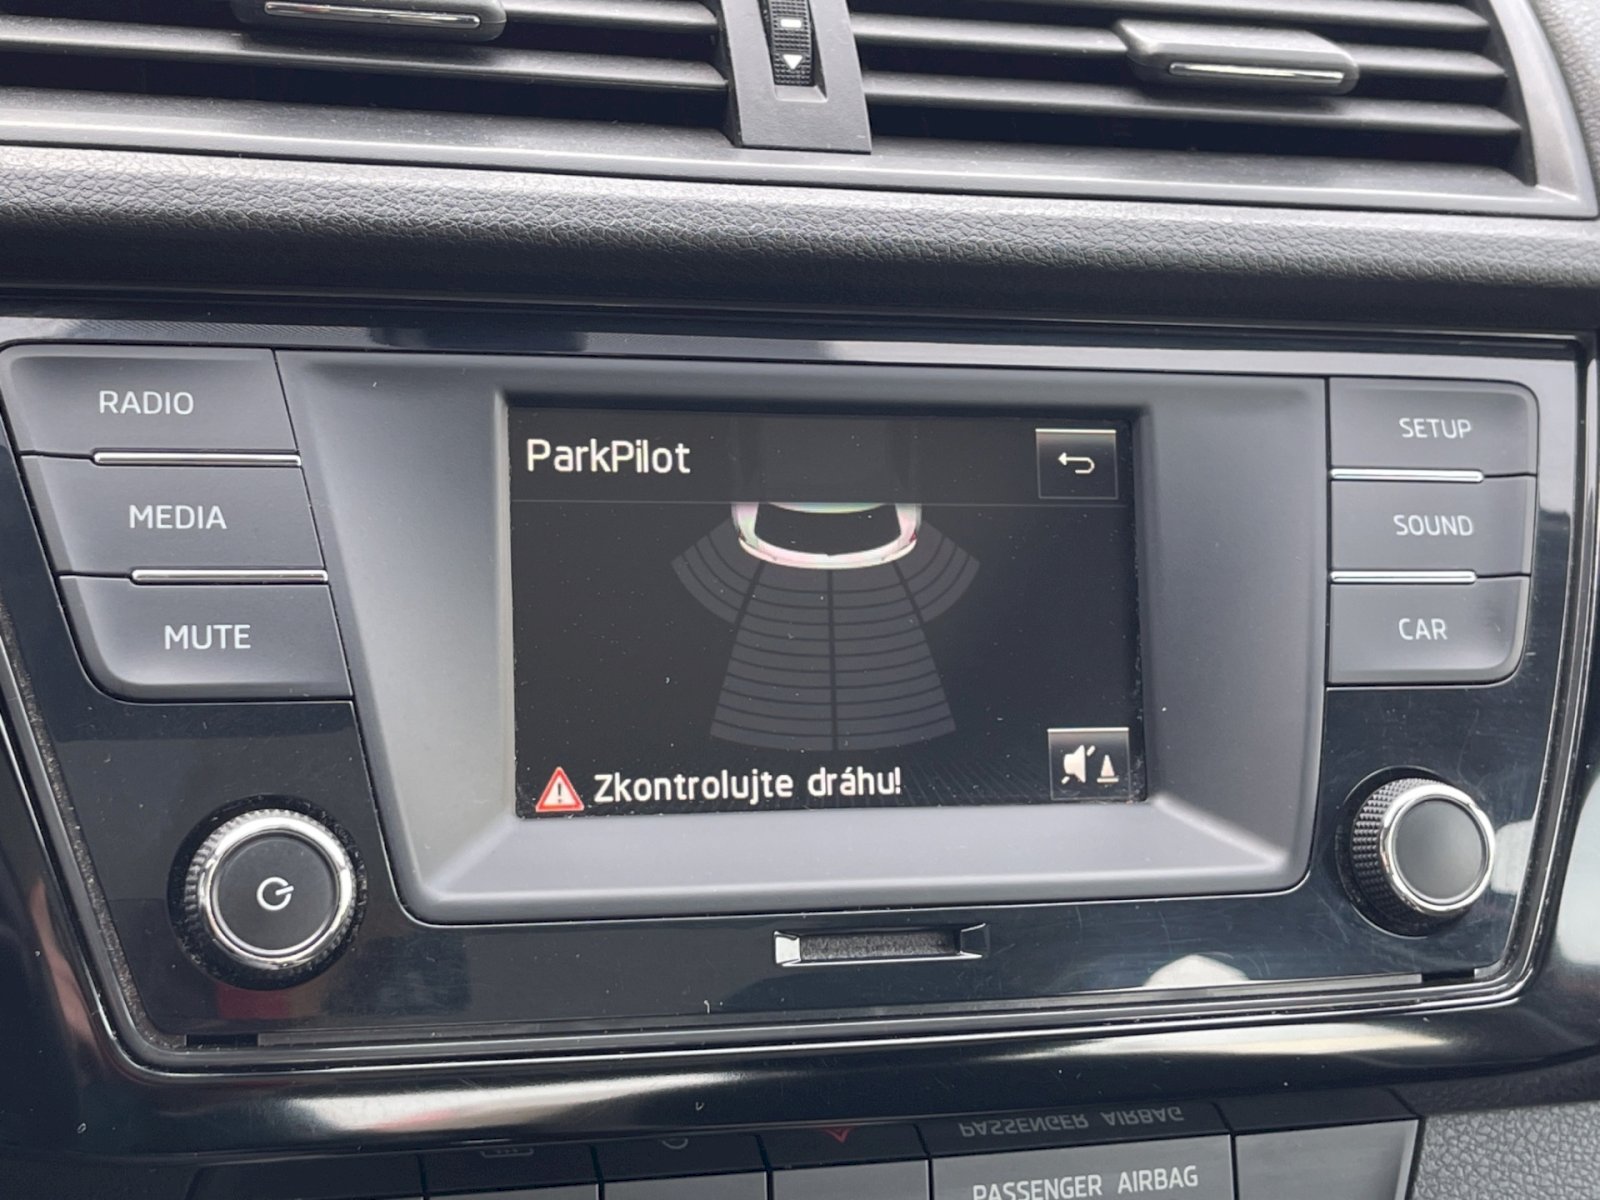 RADIO
MEDIA
MUTE
ParkPilot
Zkontrolujte dráhu!
SETUP
SOUND
CAR
PASSENGER AIRBAG
PASSENGER AIRBAG